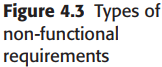 Figure 4.3 Types of
non-functional
requirements